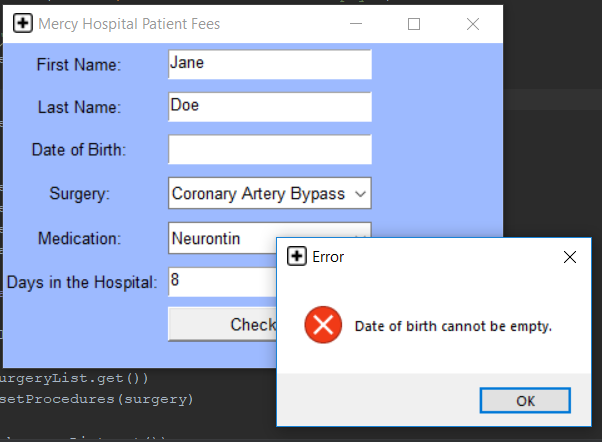 Mercy Hospital Patient Fees
First Name:
Jane
Last Name:
Doe
Date of Birth:
Surgery:
Coronary Artery Bypass
Medication:
Neurontin
Days in the Hospital:
8
Check
Error
Date of birth cannot be empty.
OK
urgeryList.get())
setProcedures(surgery)